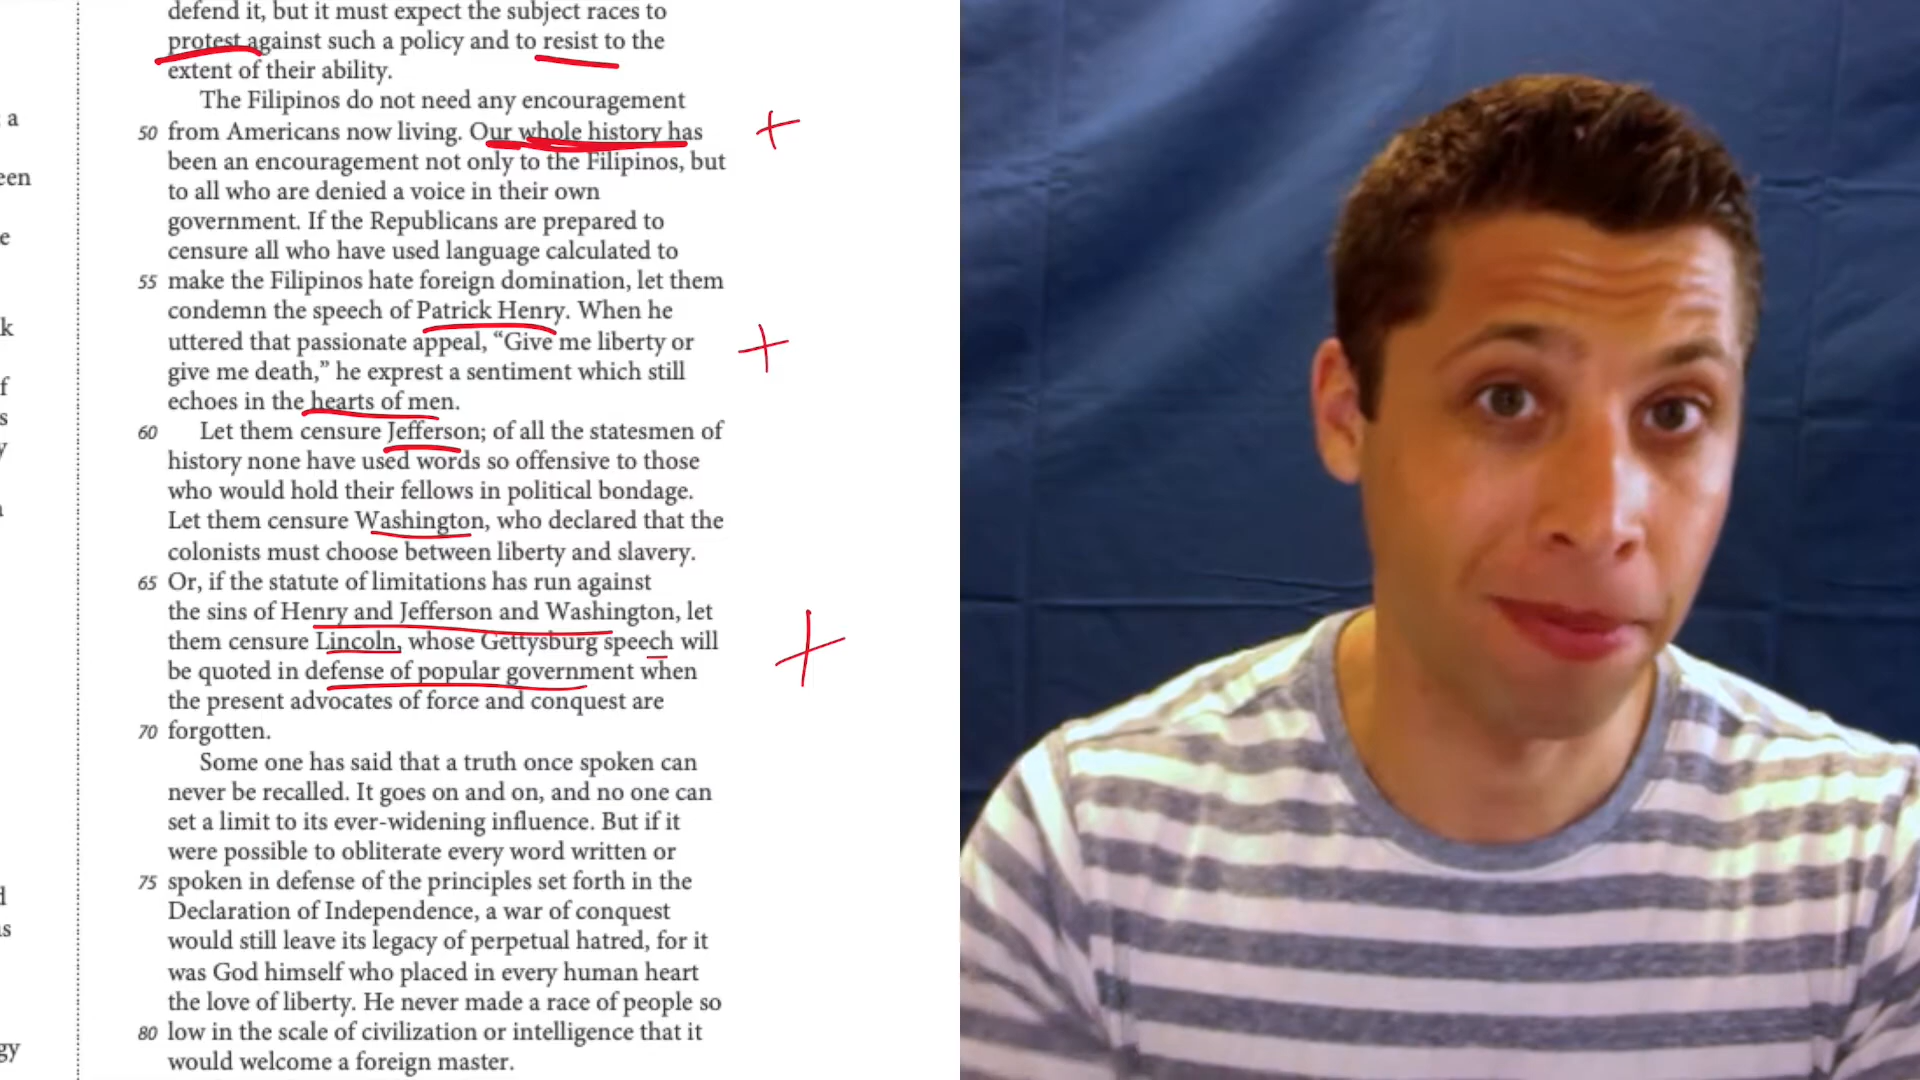 defend it, but it must expect the subject races to
protest against such a policy and to resist to the
extent of their ability.
The Filipinos do not need any encouragement
50 from Americans now living. Our whole history has
been an encouragement not only to the Filipinos, but
to all who are denied a voice in their own
government. If the Republicans are prepared to
censure all who have used language calculated to
55 make the Filipinos hate foreign domination, let them
condemn the speech of Patrick Henry. When he
uttered that passionate appeal, “Give me liberty or
give me death,” he exprest a sentiment which still
echoes in the hearts of men.
60 Let them censure Jefferson; of all the statesmen of
history none have used words so offensive to those
who would hold their fellows in political bondage.
Let them censure Washington, who declared that the
colonists must choose between liberty and slavery.
65 Or, if the statute of limitations has run against
the sins of Henry and Jefferson and Washington, let
them censure Lincoln, whose Gettysburg speech will
be quoted in defense of popular government when
the present advocates of force and conquest are
70 forgotten.
Some one has said that a truth once spoken can
never be recalled. It goes on and on, and no one can
set a limit to its ever-widening influence. But if it
were possible to obliterate every word written or
75 spoken in defense of the principles set forth in the
Declaration of Independence, a war of conquest
would still leave its legacy of perpetual hatred, for it
was God himself who placed in every human heart
the love of liberty. He never made a race of people so
80 low in the scale of civilization or intelligence that it
would welcome a foreign master.